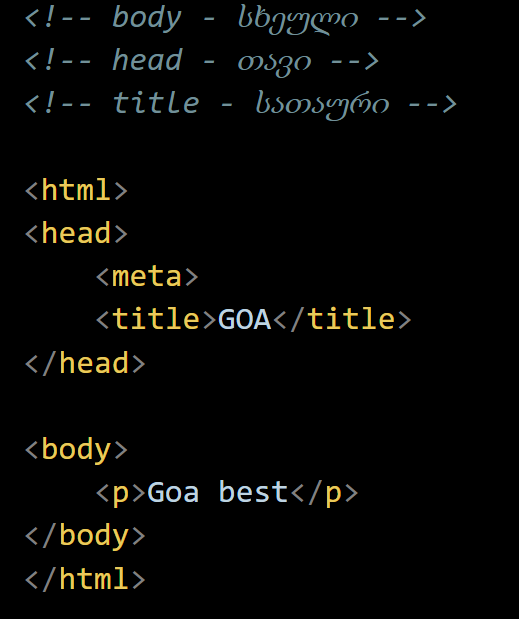 <!-- body - სხეული -->
<!-- head - თავი -->
<!-- title - სათაური -->
<html>
<head>
    <meta>
    <title>GOA</title>
</head>
<body>
    <p>Goa best</p>
</body>
</html>